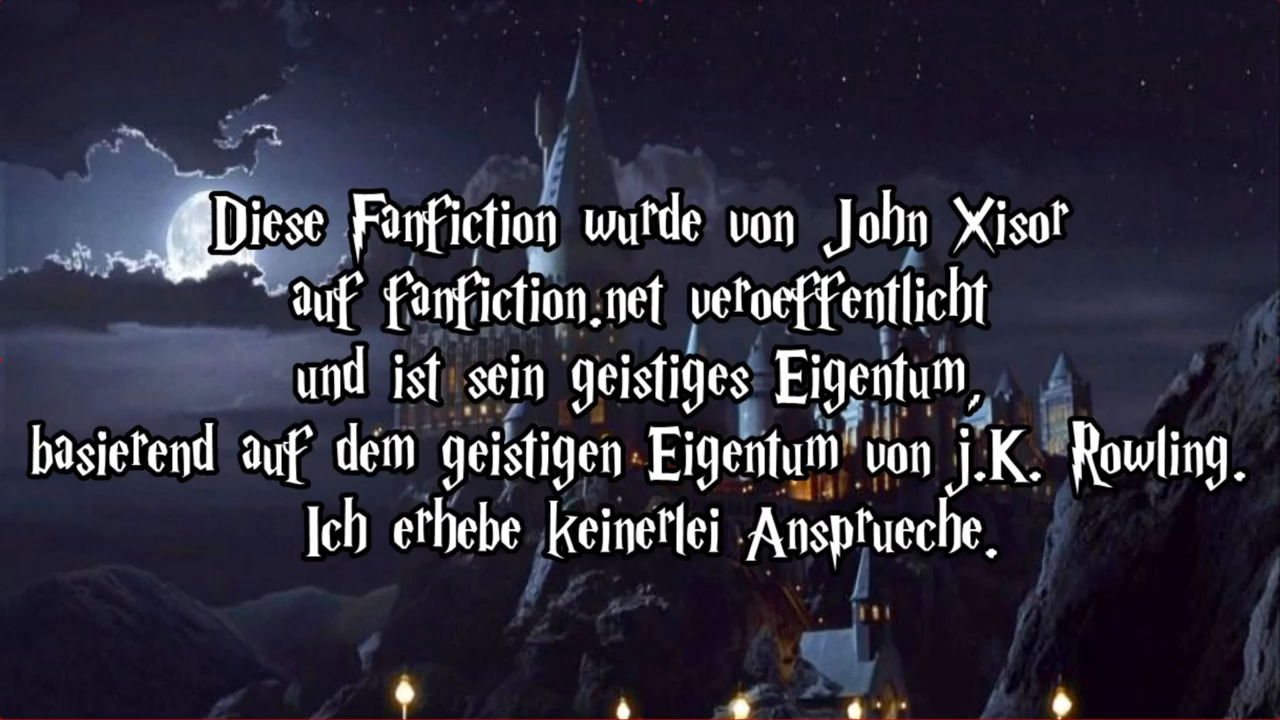 Diese Fanfiction wurde von John Xisor
auf fanfiction.net veroeffentlicht
und ist sein geistiges Eigentum,
basierend auf dem geistigen Eigentum von j.K. Rowling.
Ich erhebe keinerlei Ansprueche.